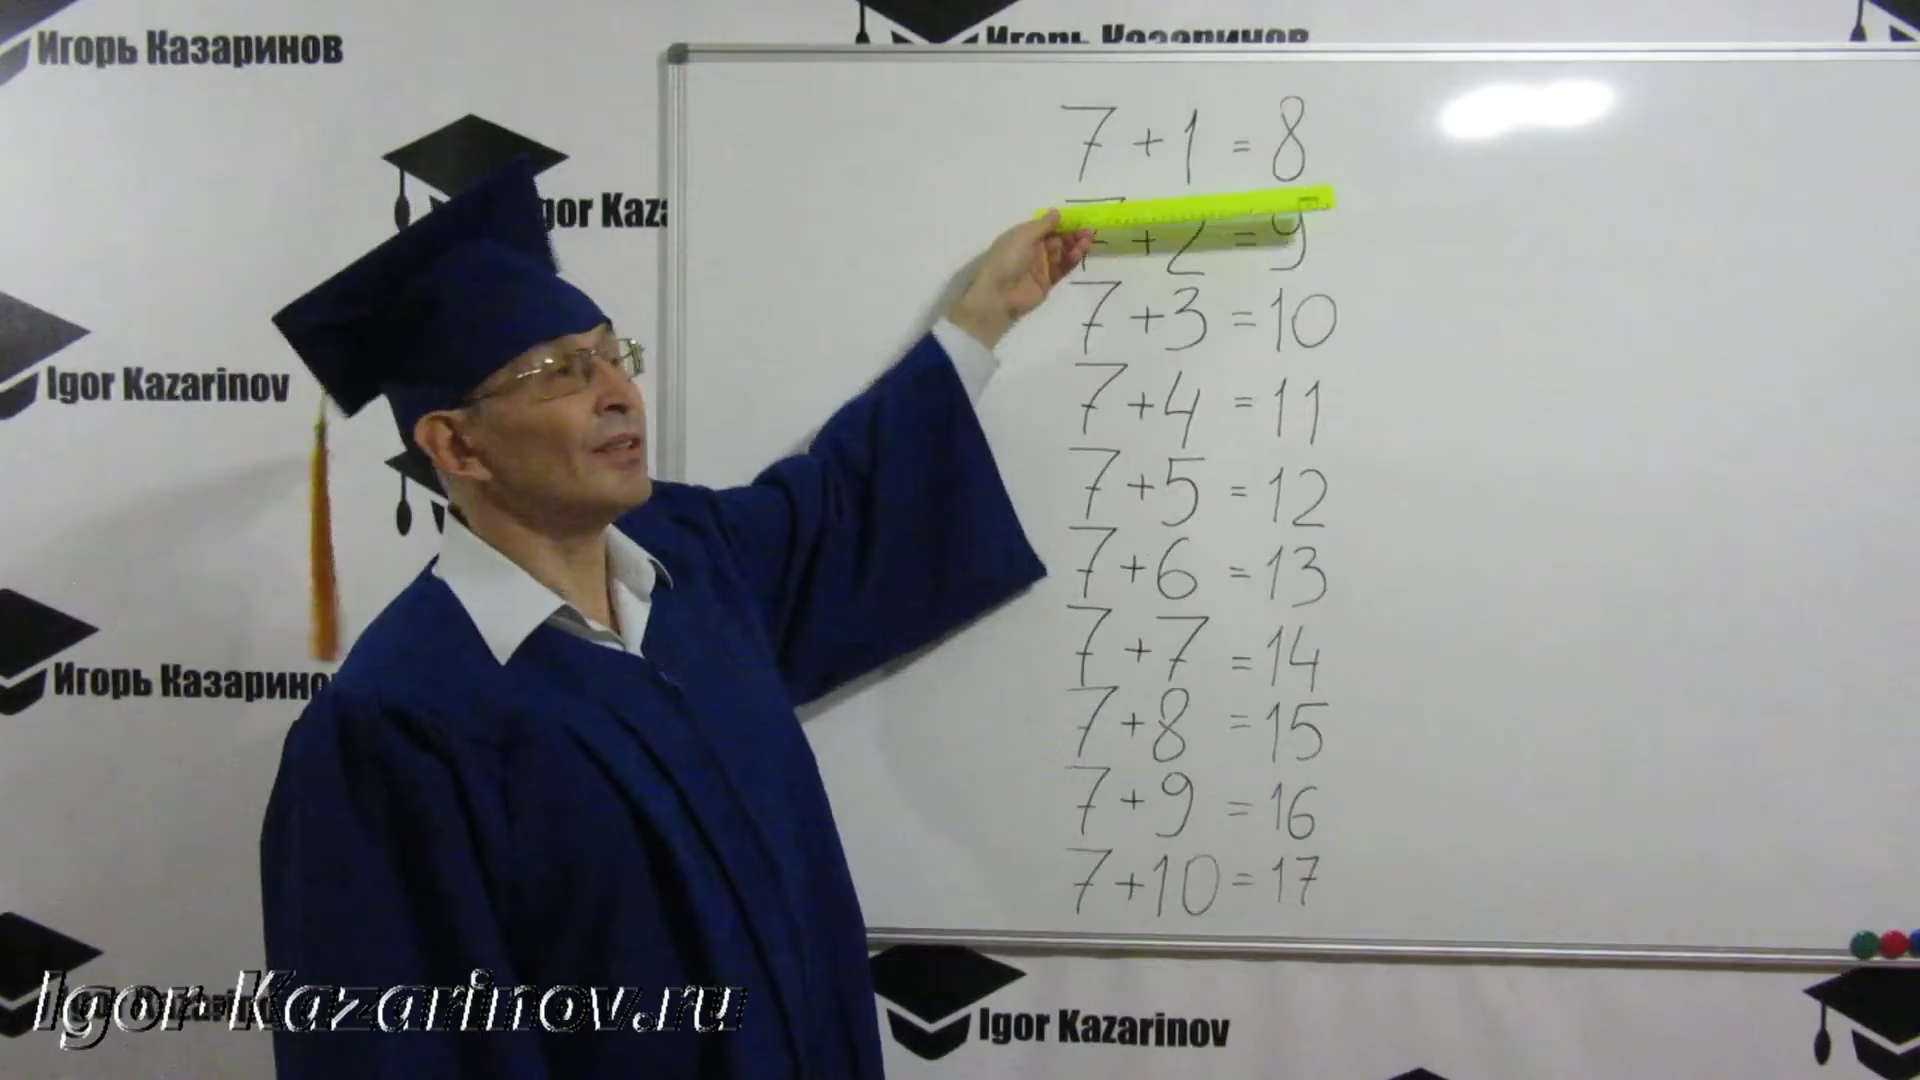 Игорь Казаринов
Игорь Казаринов
Igor Kaza
Igor Kazarinov
Игорь Казаринов
Igor Kazarinov
7 + 1 = 8
7 + 2 = 9
7 + 3 = 10
7 + 4 = 11
7 + 5 = 12
7 + 6 = 13
7 + 7 = 14
7 + 8 = 15
7 + 9 = 16
7 + 10 = 17
Igor Kazarinov.ru